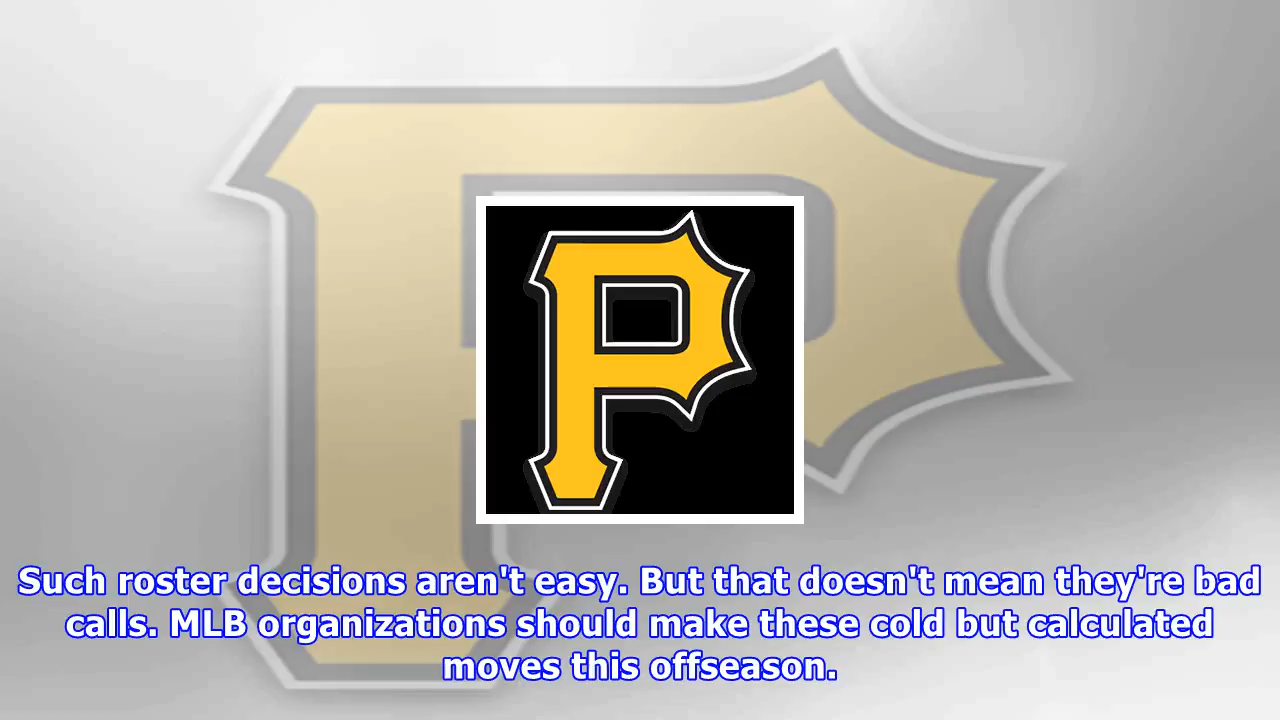 P
Such roster decisions aren't easy. But that doesn't mean they're bad
calls. MLB organizations should make these cold but calculated
moves this offseason.